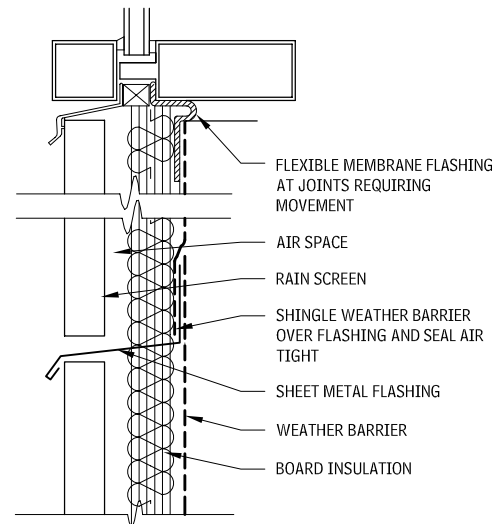 FLEXIBLE MEMBRANE FLASHING
AT JOINTS REQUIRING
MOVEMENT
AIR SPACE
RAIN SCREEN
SHINGLE WEATHER BARRIER
OVER FLASHING AND SEAL AIR
TIGHT
SHEET METAL FLASHING
WEATHER BARRIER
BOARD INSULATION